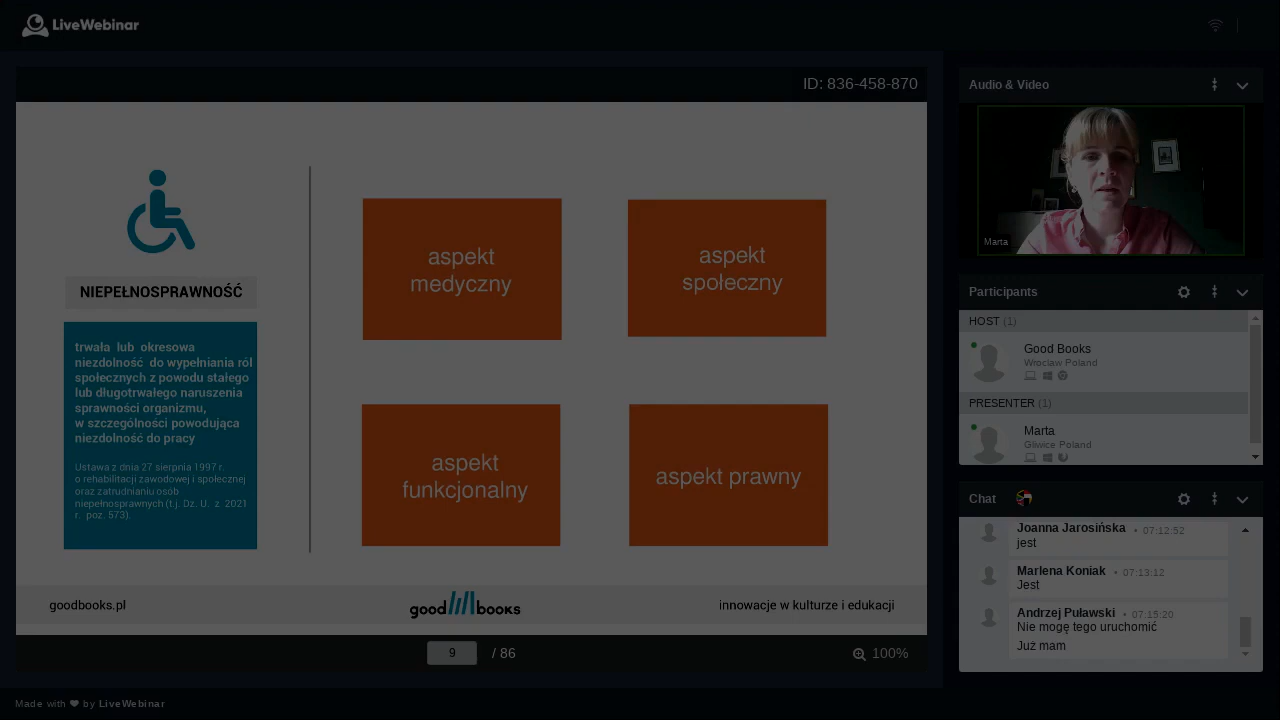 LiveWebinar
ID: 836-458-870
NIEPEŁNOSPRAWNOŚĆ
trwała lub okresowa
niezdolność do wypełniania ról
społecznych z powodu stałego
lub długotrwałego naruszenia
sprawności organizmu,
w szczególności powodująca
niezdolność do pracy
Ustawa z dnia 27 sierpnia 1997 r.
o rehabilitacji zawodowej i społecznej
oraz zatrudnianiu osób
niepełnosprawnych (t.j. Dz. U. z 2021
r. poz. 573).
aspekt
medyczny
aspekt
społeczny
aspekt
funkcjonalny
aspekt prawny
goodbooks.pl
good books
innowacje w kulturze i edukacji
9 / 86
100%
Audio & Video
Marta
Participants
HOST (1)
Good Books
Wroclaw Poland
PRESENTER (1)
Marta
Gliwice Poland
Chat
Joanna Jarosińska • 07:12:52
jest
Marlena Koniak • 07:13:12
Jest
Andrzej Puławski • 07:15:20
Nie mogę tego uruchomić
Już mam
Made with ❤ by LiveWebinar